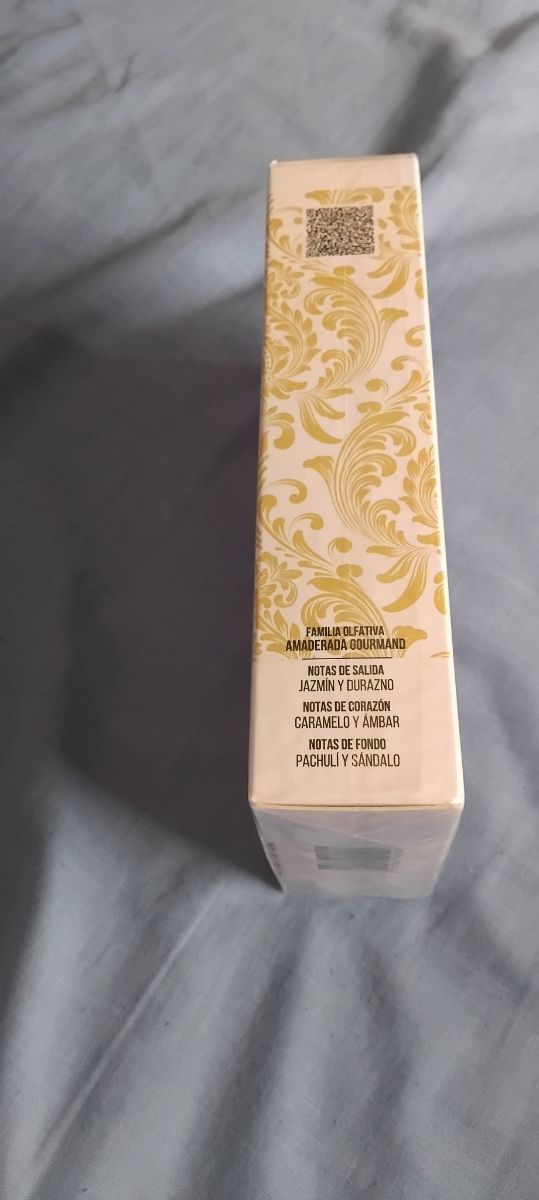 FAMILIA OLFATIVA
AMADERADA GOURMAND
NOTAS DE SALIDA
JAZMÍN Y DURAZNO
NOTAS DE CORAZÓN
CARAMELO Y ÁMBAR
NOTAS DE FONDO
PACHULÍ Y SÁNDALO